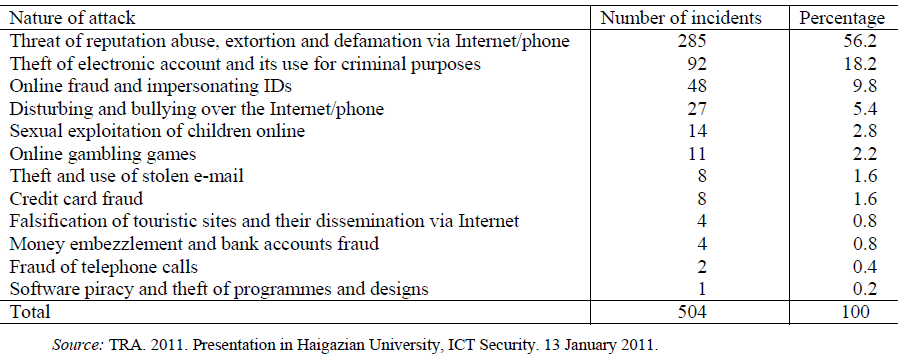 Nature of attack Number of incidents Percentage
Threat of reputation abuse, extortion and defamation via Internet/phone 285 56.2
Theft of electronic account and its use for criminal purposes 92 18.2
Online fraud and impersonating IDs 48 9.8
Disturbing and bullying over the Internet/phone 27 5.4
Sexual exploitation of children online 14 2.8
Online gambling games 11 2.2
Theft and use of stolen e-mail 8 1.6
Credit card fraud 8 1.6
Falsification of touristic sites and their dissemination via Internet 4 0.8
Money embezzlement and bank accounts fraud 4 0.8
Fraud of telephone calls 2 0.4
Software piracy and theft of programmes and designs 1 0.2
Total 504 100
Source: TRA. 2011. Presentation in Haigazian University, ICT Security. 13 January 2011.